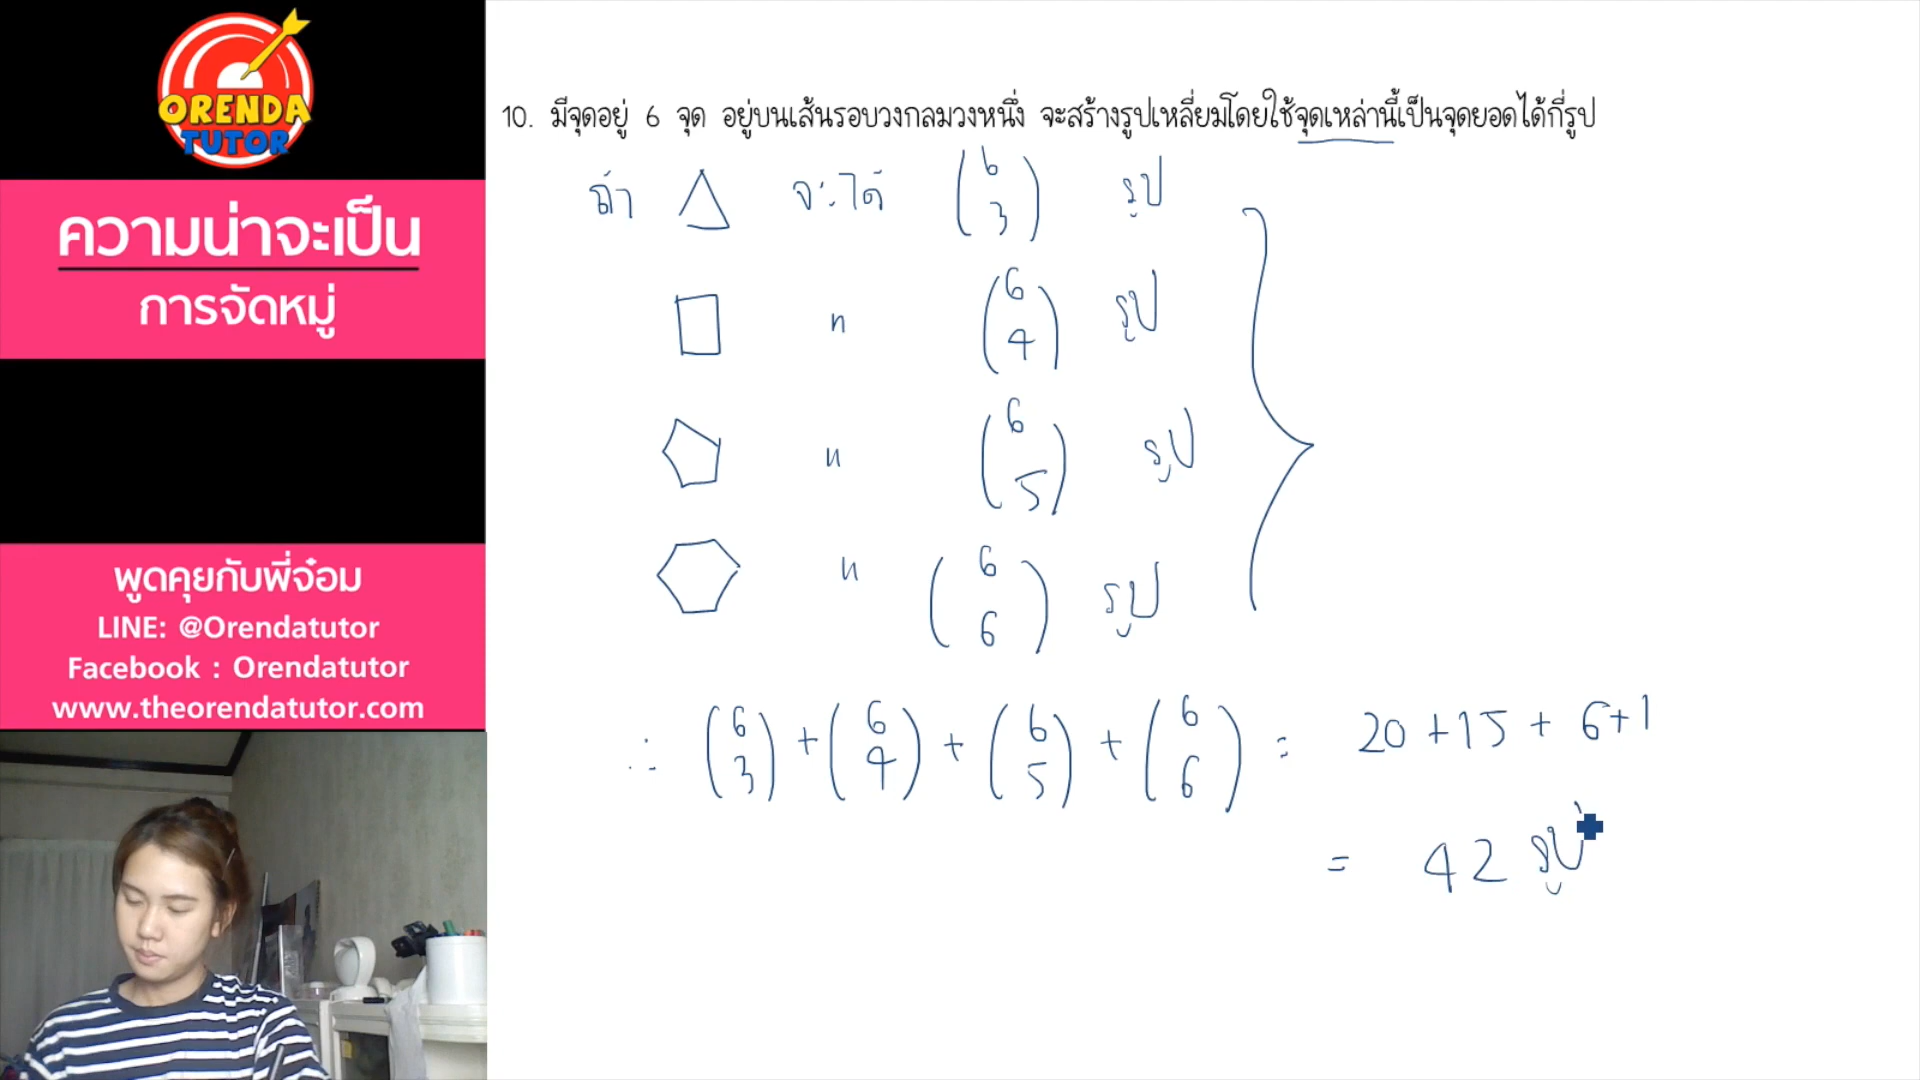 ORENDA
TUTOR
ความน่าจะเป็น
การจัดหมู่
พูดคุยกับพี่จ๋อม
LINE: @Orendatutor
Facebook : Orendatutor
www.theorendatutor.com
10. มีจุดอยู่ 6 จุด อยู่บนเส้นรอบวงกลมวงหนึ่ง จะสร้างรูปเหลี่ยมโดยใช้จุดเหล่านี้เป็นจุดยอดได้กี่รูป
ถ้า △ จะได้ (6 3) รูป
□ " (6 4) รูป
⬠ " (6 5) รูป
⬡ " (6 6) รูป
∴ (6 3) + (6 4) + (6 5) + (6 6) = 20 + 15 + 6 + 1
= 42 รูป